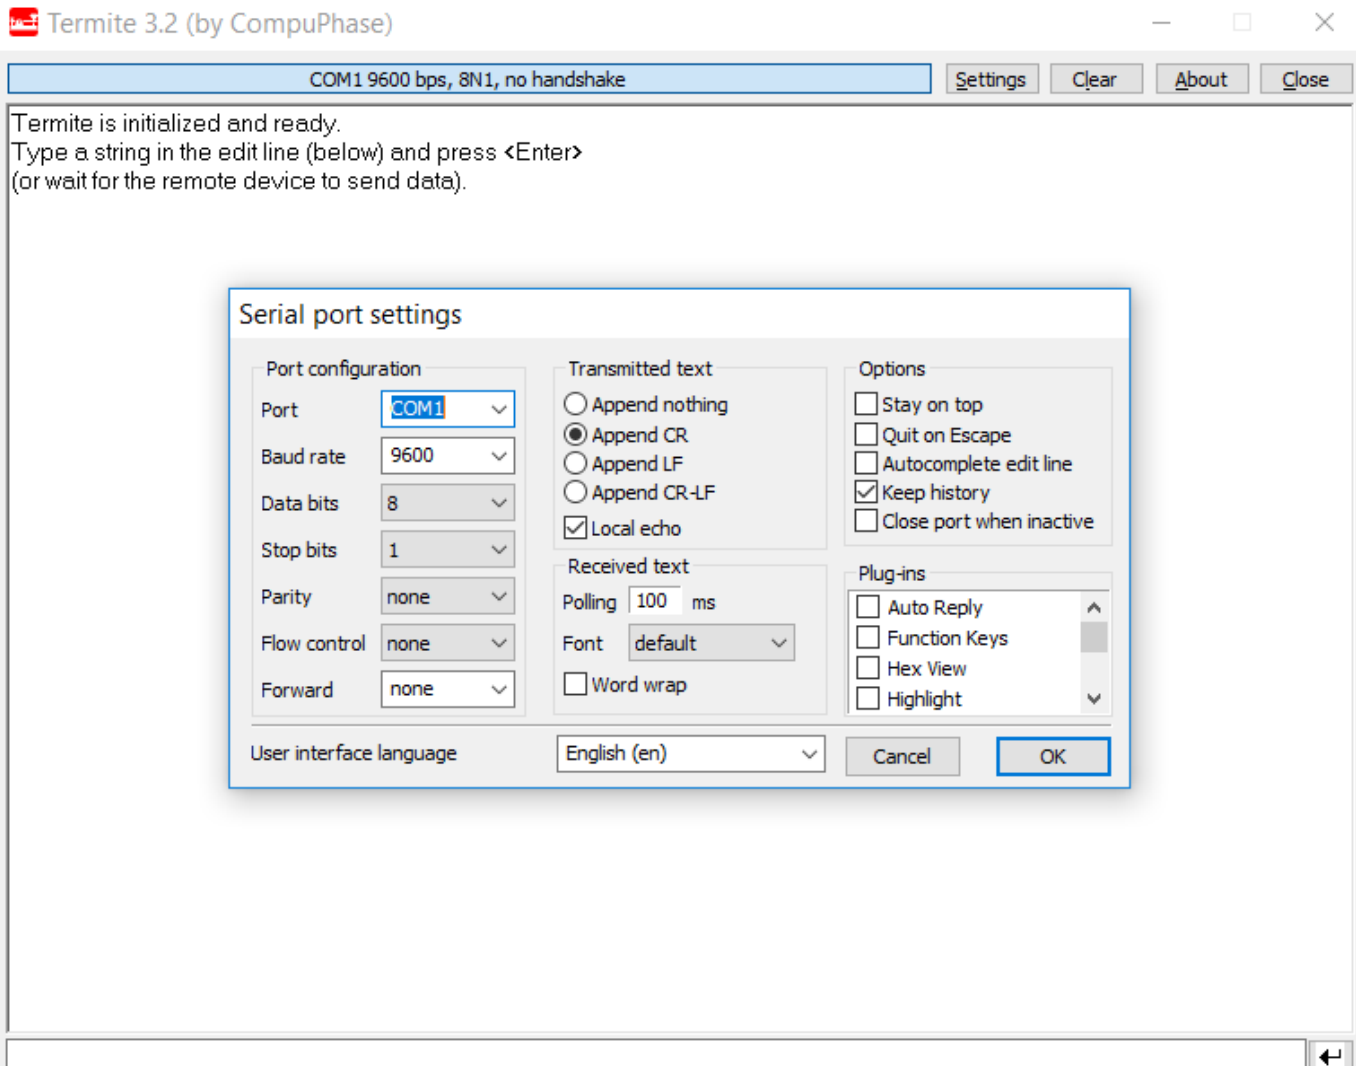 Termite 3.2 (by CompuPhase)
COM1 9600 bps, 8N1, no handshake
Settings
Clear
About
Close
Termite is initialized and ready.
Type a string in the edit line (below) and press <Enter>
(or wait for the remote device to send data).
Serial port settings
Port configuration
Port COM1
Baud rate 9600
Data bits 8
Stop bits 1
Parity none
Flow control none
Forward none
Transmitted text
Append nothing
Append CR
Append LF
Append CR-LF
Local echo
Received text
Polling 100 ms
Font default
Word wrap
Options
Stay on top
Quit on Escape
Autocomplete edit line
Keep history
Close port when inactive
Plug-ins
Auto Reply
Function Keys
Hex View
Highlight
User interface language English (en)
Cancel
OK